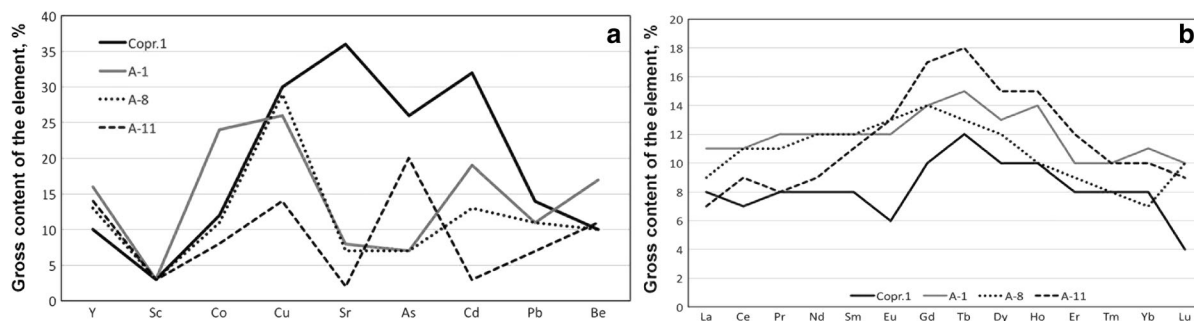 Gross content of the element, %
40
35
30
25
20
15
10
5
0
Copr.1
A-1
A-8
A-11
a
Y Sc Co Cu Sr As Cd Pb Be
Gross content of the element, %
20
18
16
14
12
10
8
6
4
2
0
b
Copr.1 A-1 A-8 A-11
La Ce Pr Nd Sm Eu Gd Tb Dy Ho Er Tm Yb Lu